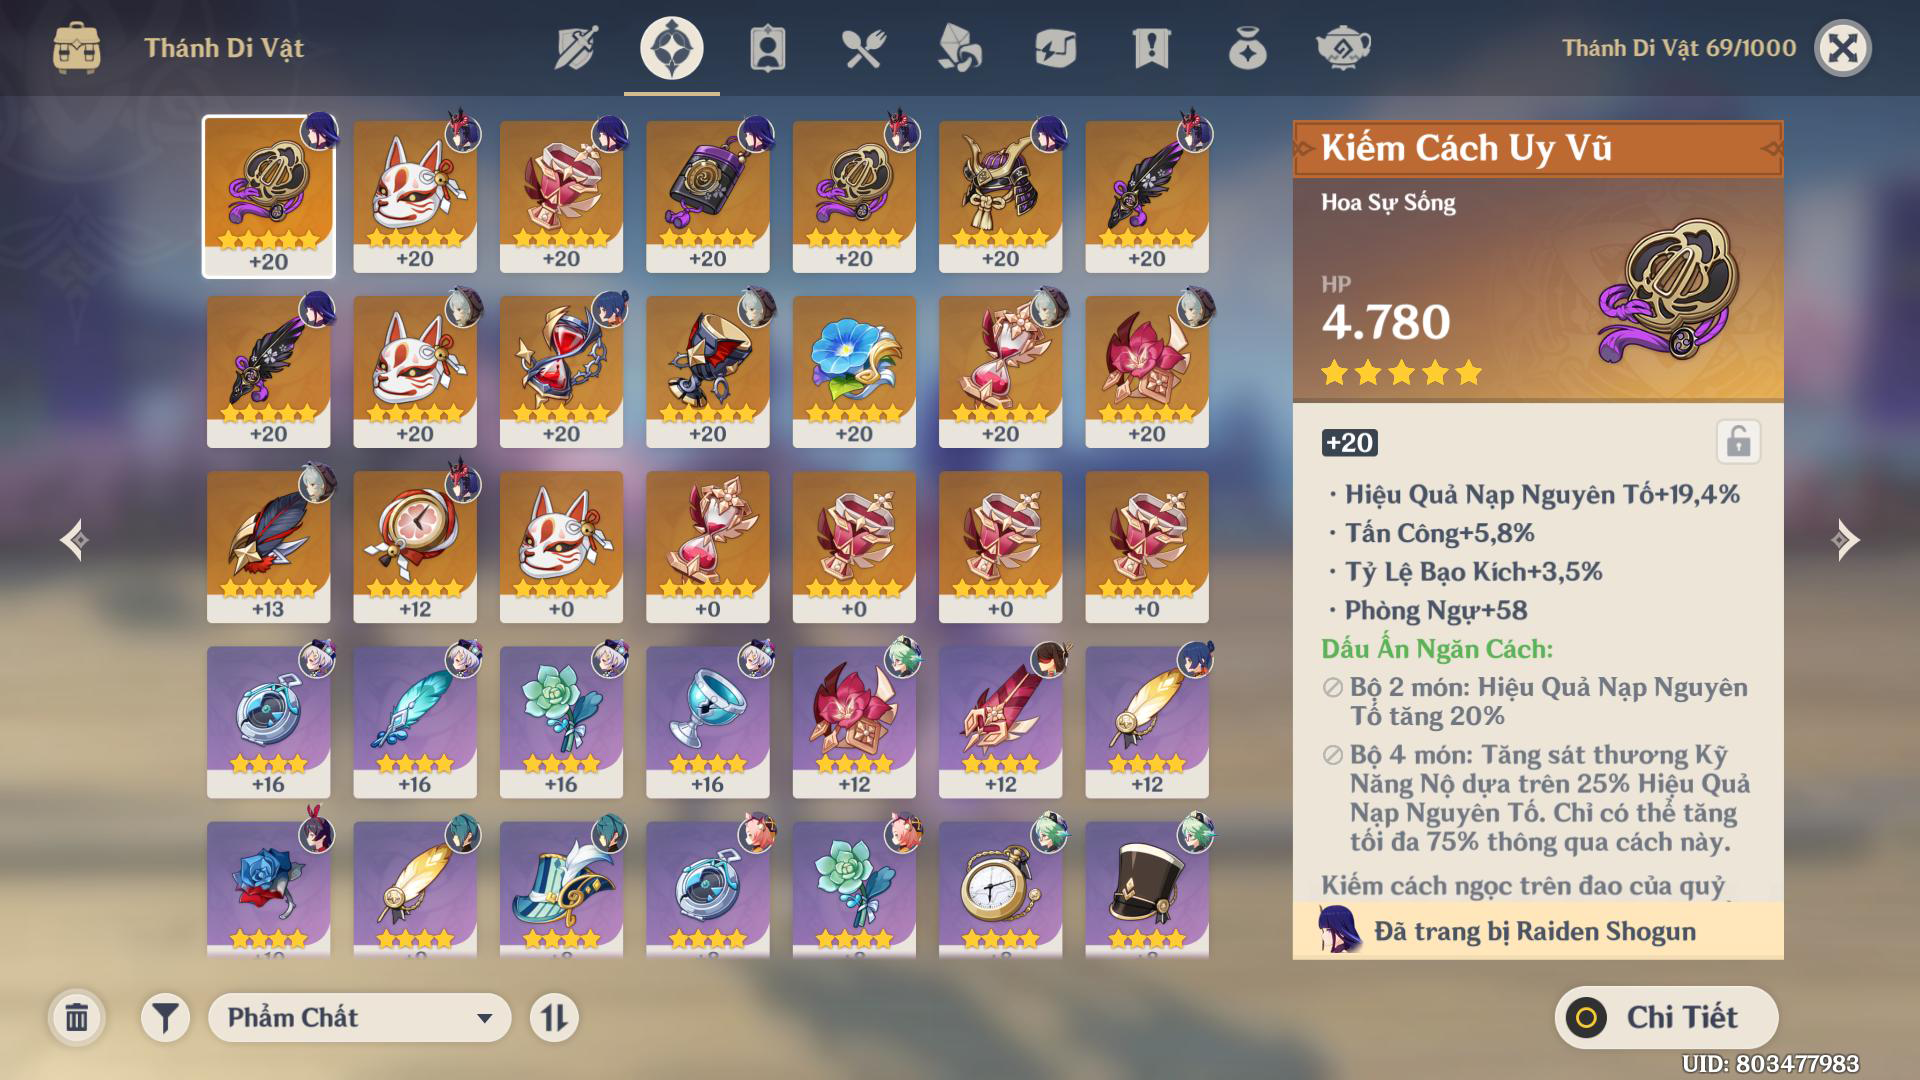 Thánh Di Vật
Thánh Di Vật 69/1000
+20
+20
+20
+20
+20
+20
+20
+20
+20
+20
+20
+20
+20
+20
+13
+12
+0
+0
+0
+0
+0
+16
+16
+16
+16
+12
+12
+12
Kiếm Cách Uy Vũ
Hoa Sự Sống
HP
4.780
+20
· Hiệu Quả Nạp Nguyên Tố+19,4%
· Tấn Công+5,8%
· Tỷ Lệ Bạo Kích+3,5%
· Phòng Ngự+58
Dấu Ấn Ngăn Cách:
Bộ 2 món: Hiệu Quả Nạp Nguyên
Tố tăng 20%
Bộ 4 món: Tăng sát thương Kỹ
Năng Nộ dựa trên 25% Hiệu Quả
Nạp Nguyên Tố. Chỉ có thể tăng
tối đa 75% thông qua cách này.
Kiếm cách ngọc trên đao của quỷ
Đã trang bị Raiden Shogun
Phẩm Chất
Chi Tiết
UID: 803477983